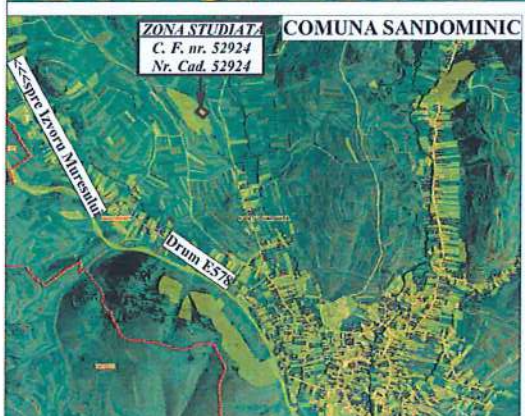 ZONA STUDIATA
C. F. nr. 52924
Nr. Cad. 52924
COMUNA SANDOMINIC
<<<spre Izvoru Muresului
Drum E578